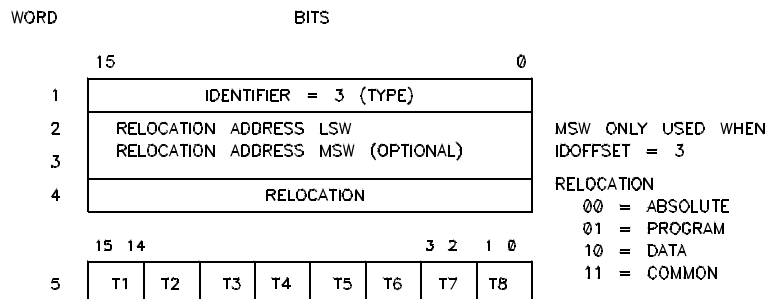 WORD BITS
15 0
1 IDENTIFIER = 3 (TYPE)
2 RELOCATION ADDRESS LSW MSW ONLY USED WHEN
3 RELOCATION ADDRESS MSW (OPTIONAL) IDOFFSET = 3
4 RELOCATION RELOCATION
00 = ABSOLUTE
01 = PROGRAM
10 = DATA
11 = COMMON
15 14 3 2 1 0
5 T1 T2 T3 T4 T5 T6 T7 T8